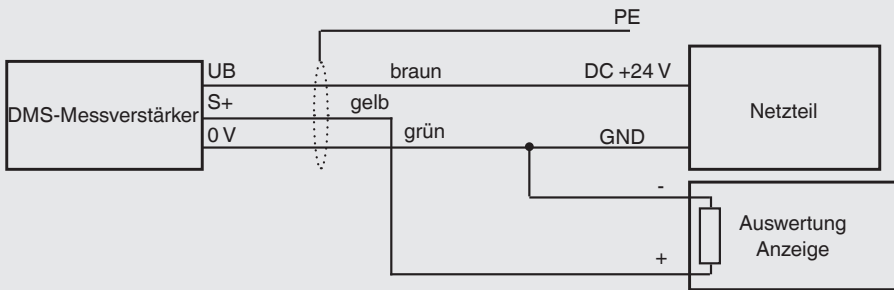 PE
UB braun DC +24 V
S+ gelb
DMS-Messverstärker
0 V grün GND
Netzteil
-
Auswertung
Anzeige
+